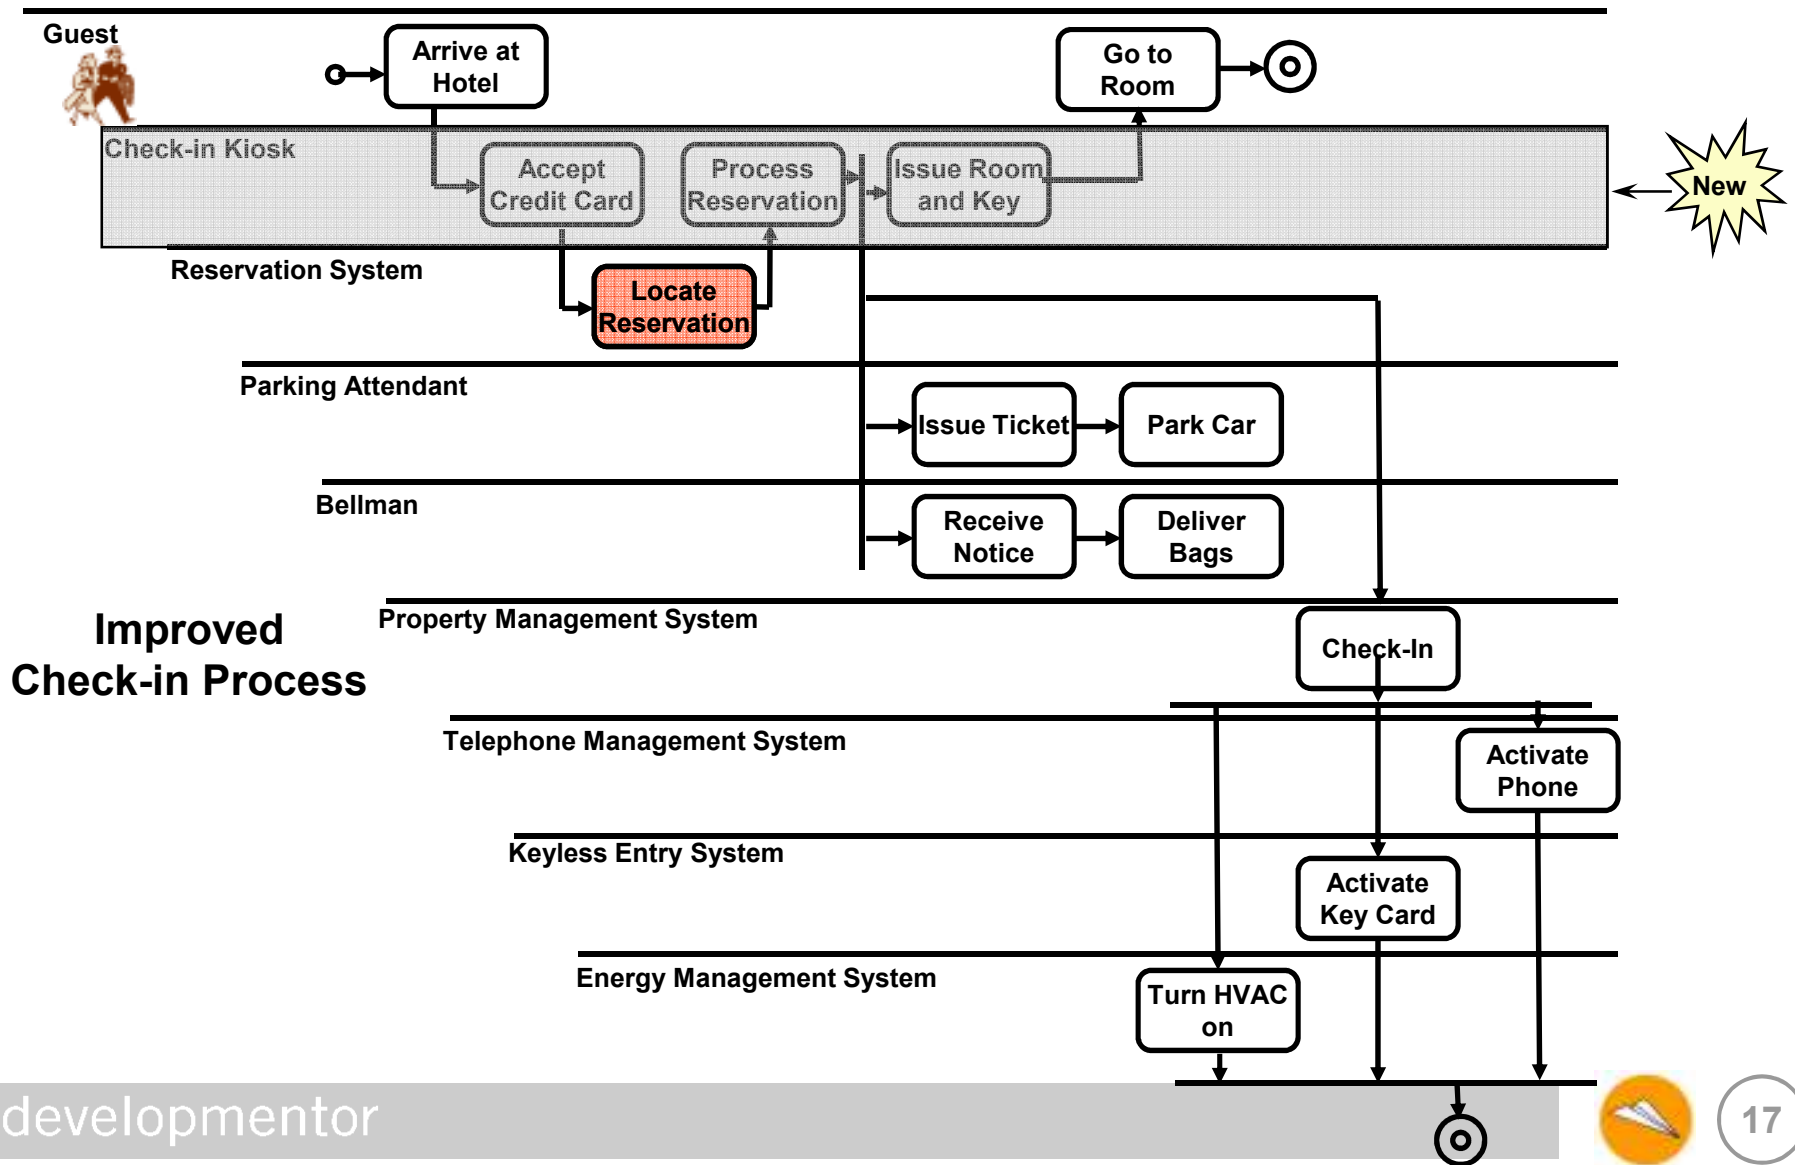 Guest
Arrive at
Hotel
Go to
Room
Check-in Kiosk
Accept
Credit Card
Process
Reservation
Issue Room
and Key
New
Reservation System
Locate
Reservation
Parking Attendant
Issue Ticket
Park Car
Bellman
Receive
Notice
Deliver
Bags
Improved
Check-in Process
Property Management System
Check-In
Telephone Management System
Activate
Phone
Keyless Entry System
Activate
Key Card
Energy Management System
Turn HVAC
on
developmentor
17